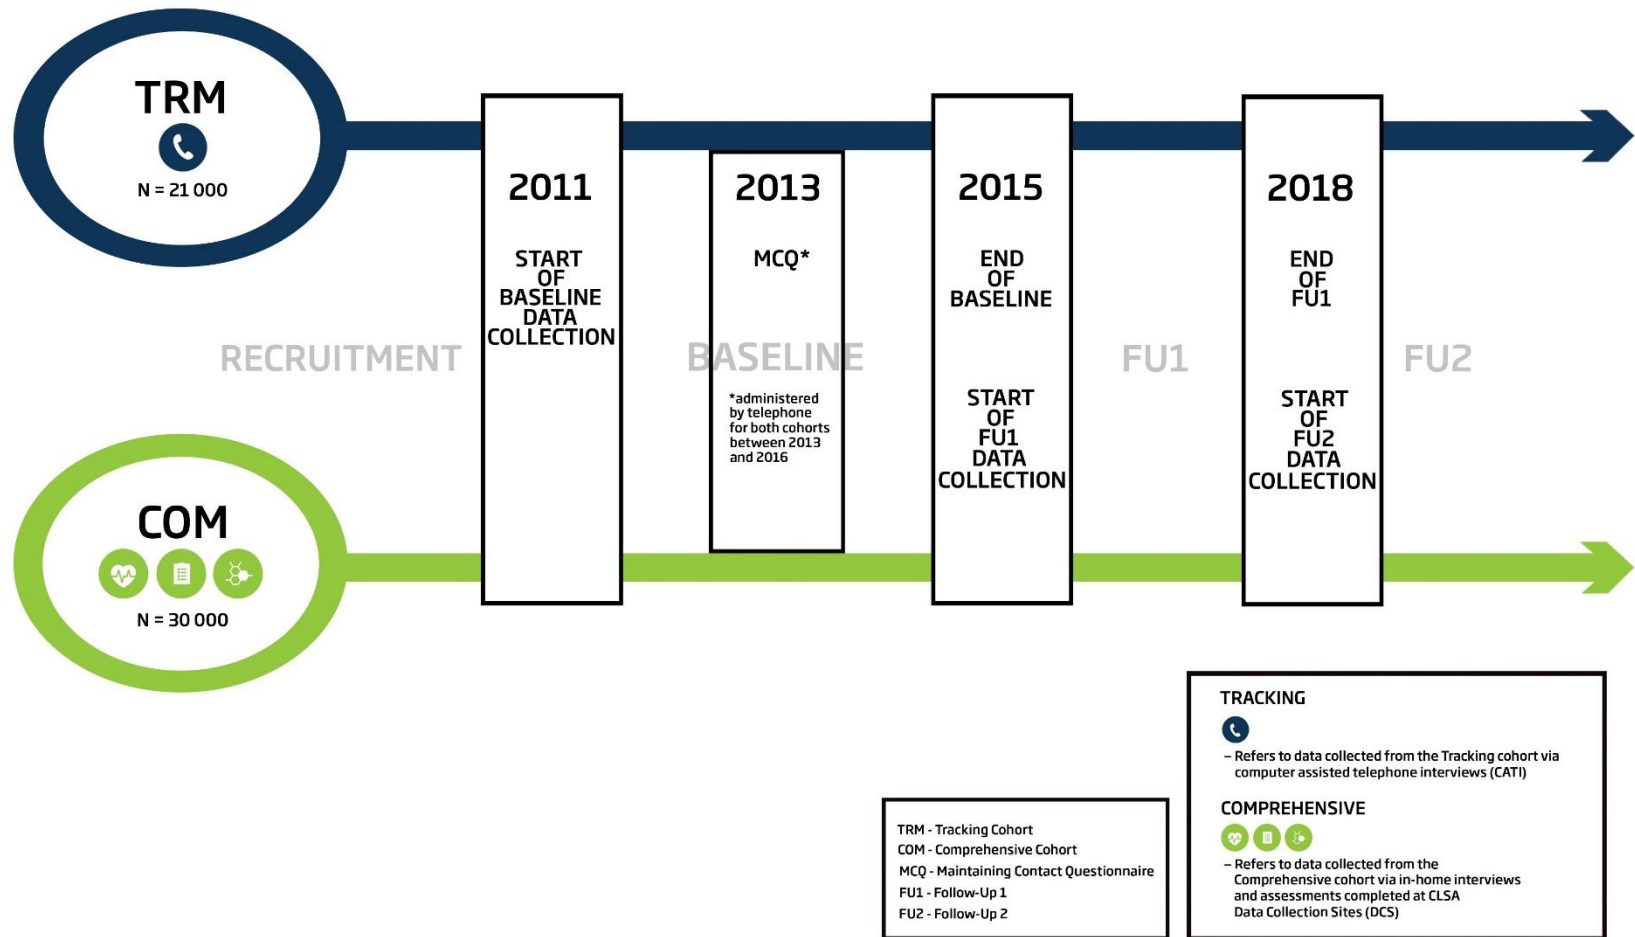 TRM
N = 21 000
2011
START
OF
BASELINE
DATA
COLLECTION
2013
MCQ*
*administered
by telephone
for both cohorts
between 2013
and 2016
2015
END
OF
BASELINE
START
OF
FU1
DATA
COLLECTION
2018
END
OF
FU1
START
OF
FU2
DATA
COLLECTION
RECRUITMENT
BASELINE
FU1
FU2
COM
N = 30 000
TRM - Tracking Cohort
COM - Comprehensive Cohort
MCQ - Maintaining Contact Questionnaire
FU1 - Follow-Up 1
FU2 - Follow-Up 2
TRACKING
– Refers to data collected from the Tracking cohort via
computer assisted telephone interviews (CATI)
COMPREHENSIVE
– Refers to data collected from the
Comprehensive cohort via in-home interviews
and assessments completed at CLSA
Data Collection Sites (DCS)